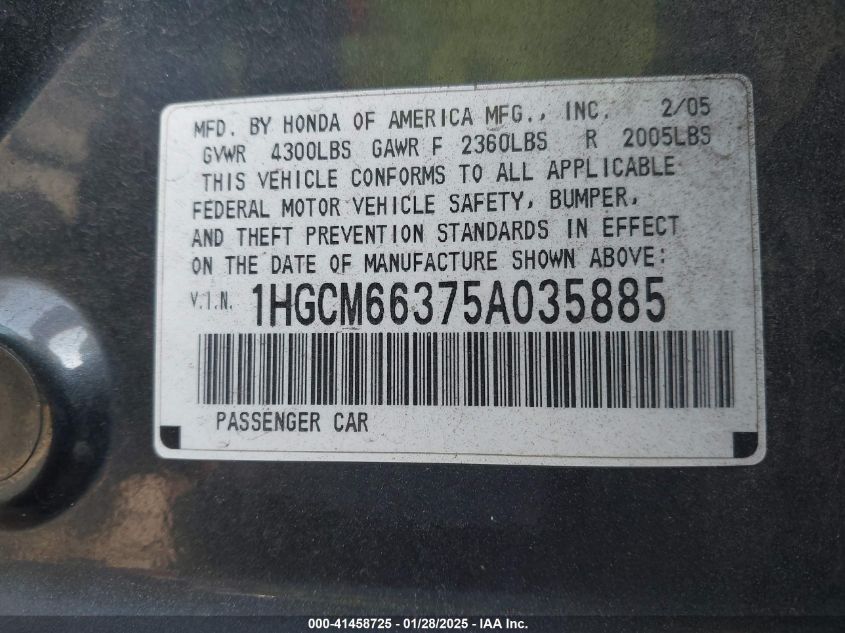 MFD. BY HONDA OF AMERICA MFG., INC. 2/05
GVWR 4300LBS GAWR F 2360LBS R 2005LBS
THIS VEHICLE CONFORMS TO ALL APPLICABLE
FEDERAL MOTOR VEHICLE SAFETY, BUMPER,
AND THEFT PREVENTION STANDARDS IN EFFECT
ON THE DATE OF MANUFACTURE SHOWN ABOVE:
V.I.N. 1HGCM66375A035885
PASSENGER CAR
000-41458725 - 01/28/2025 - IAA Inc.